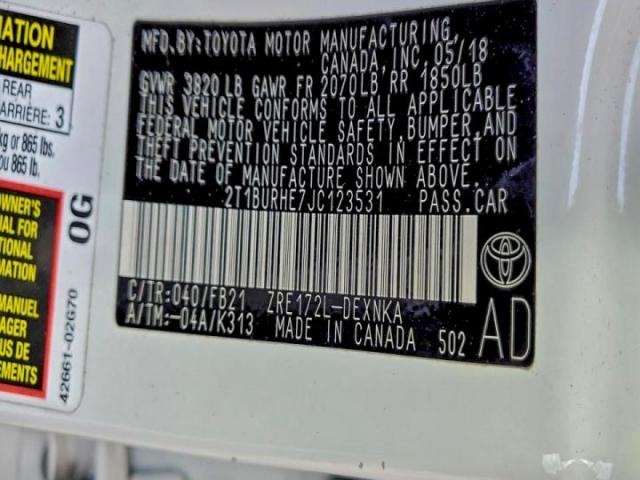 MATION
CHARGEMENT
REAR
ARRIÈRE: 3
kg or 865 lbs.
ou 865 lb.
OWNER'S
UAL FOR
TIONAL
RMATION
MANUEL
AGER
US DE
EMENTS
42661-02G70
0G
MFD.BY:TOYOTA MOTOR MANUFACTURING,
CANADA, INC. 05/18
GVWR 3820 LB GAWR FR 2070LB RR 1850LB
THIS VEHICLE CONFORMS TO ALL APPLICABLE
FEDERAL MOTOR VEHICLE SAFETY, BUMPER, AND
THEFT PREVENTION STANDARDS IN EFFECT ON
THE DATE OF MANUFACTURE SHOWN ABOVE.
2T1BURHE7JC123531 PASS.CAR
C/TR:040/FB21 ZRE172L-DEXNKA
A/TM:-04A/K313 MADE IN CANADA 502
AD